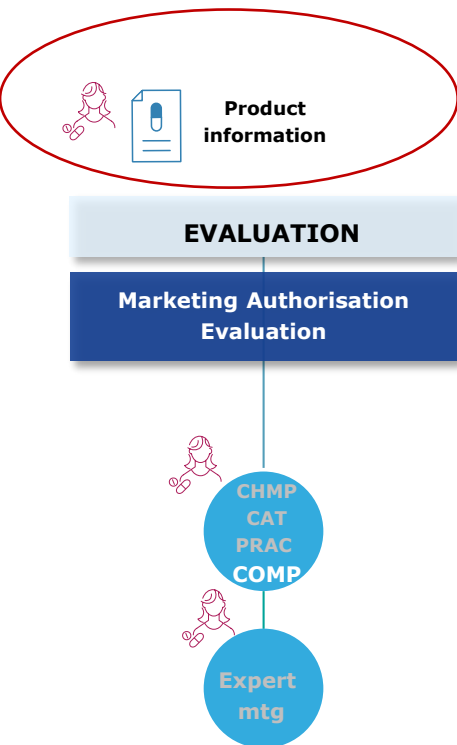 Product
information
EVALUATION
Marketing Authorisation
Evaluation
CHMP
CAT
PRAC
COMP
Expert
mtg